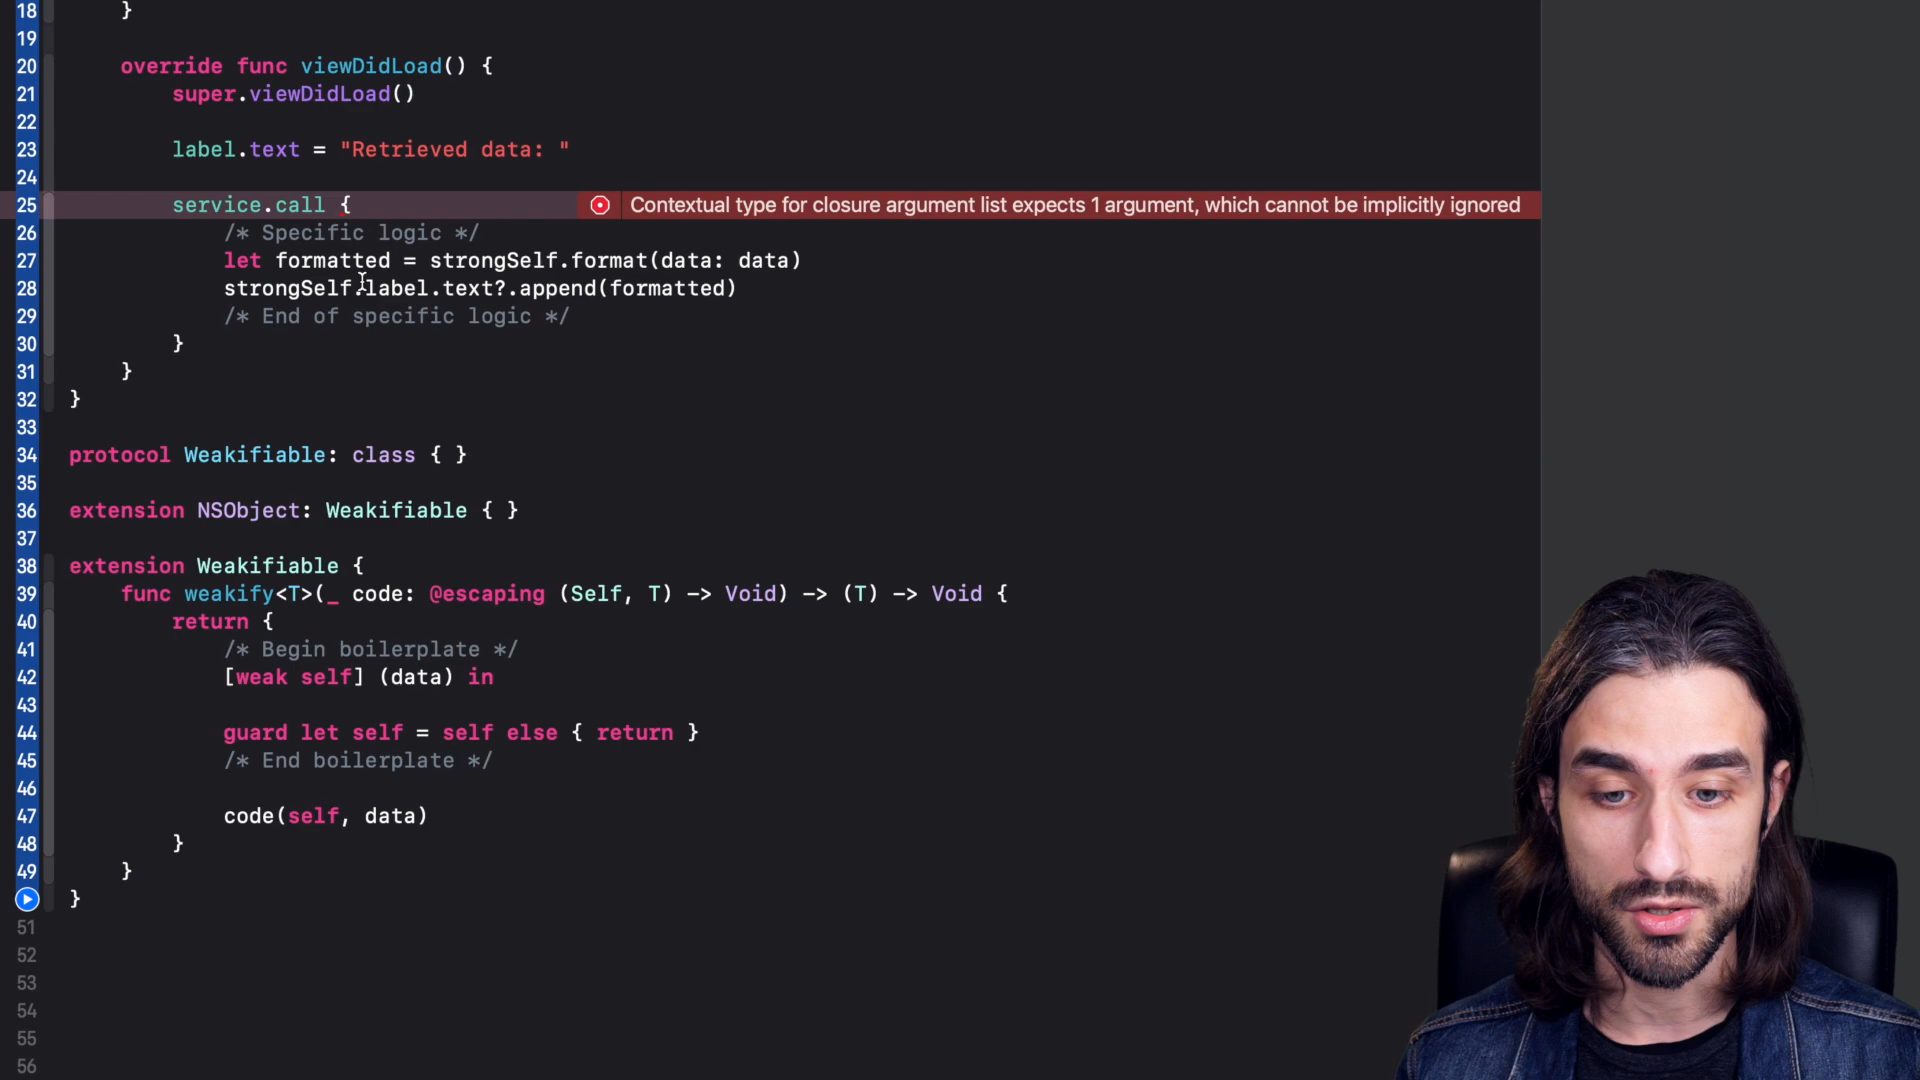 18 }
19
20 override func viewDidLoad() {
21 super.viewDidLoad()
22
23 label.text = "Retrieved data: "
24
25 service.call { Contextual type for closure argument list expects 1 argument, which cannot be implicitly ignored
26 /* Specific logic */
27 let formatted = strongSelf.format(data: data)
28 strongSelf.label.text?.append(formatted)
29 /* End of specific logic */
30 }
31 }
32 }
33
34 protocol Weakifiable: class { }
35
36 extension NSObject: Weakifiable { }
37
38 extension Weakifiable {
39 func weakify<T>(_ code: @escaping (Self, T) -> Void) -> (T) -> Void {
40 return {
41 /* Begin boilerplate */
42 [weak self] (data) in
43
44 guard let self = self else { return }
45 /* End boilerplate */
46
47 code(self, data)
48 }
49 }
}
51
52
53
54
55
56